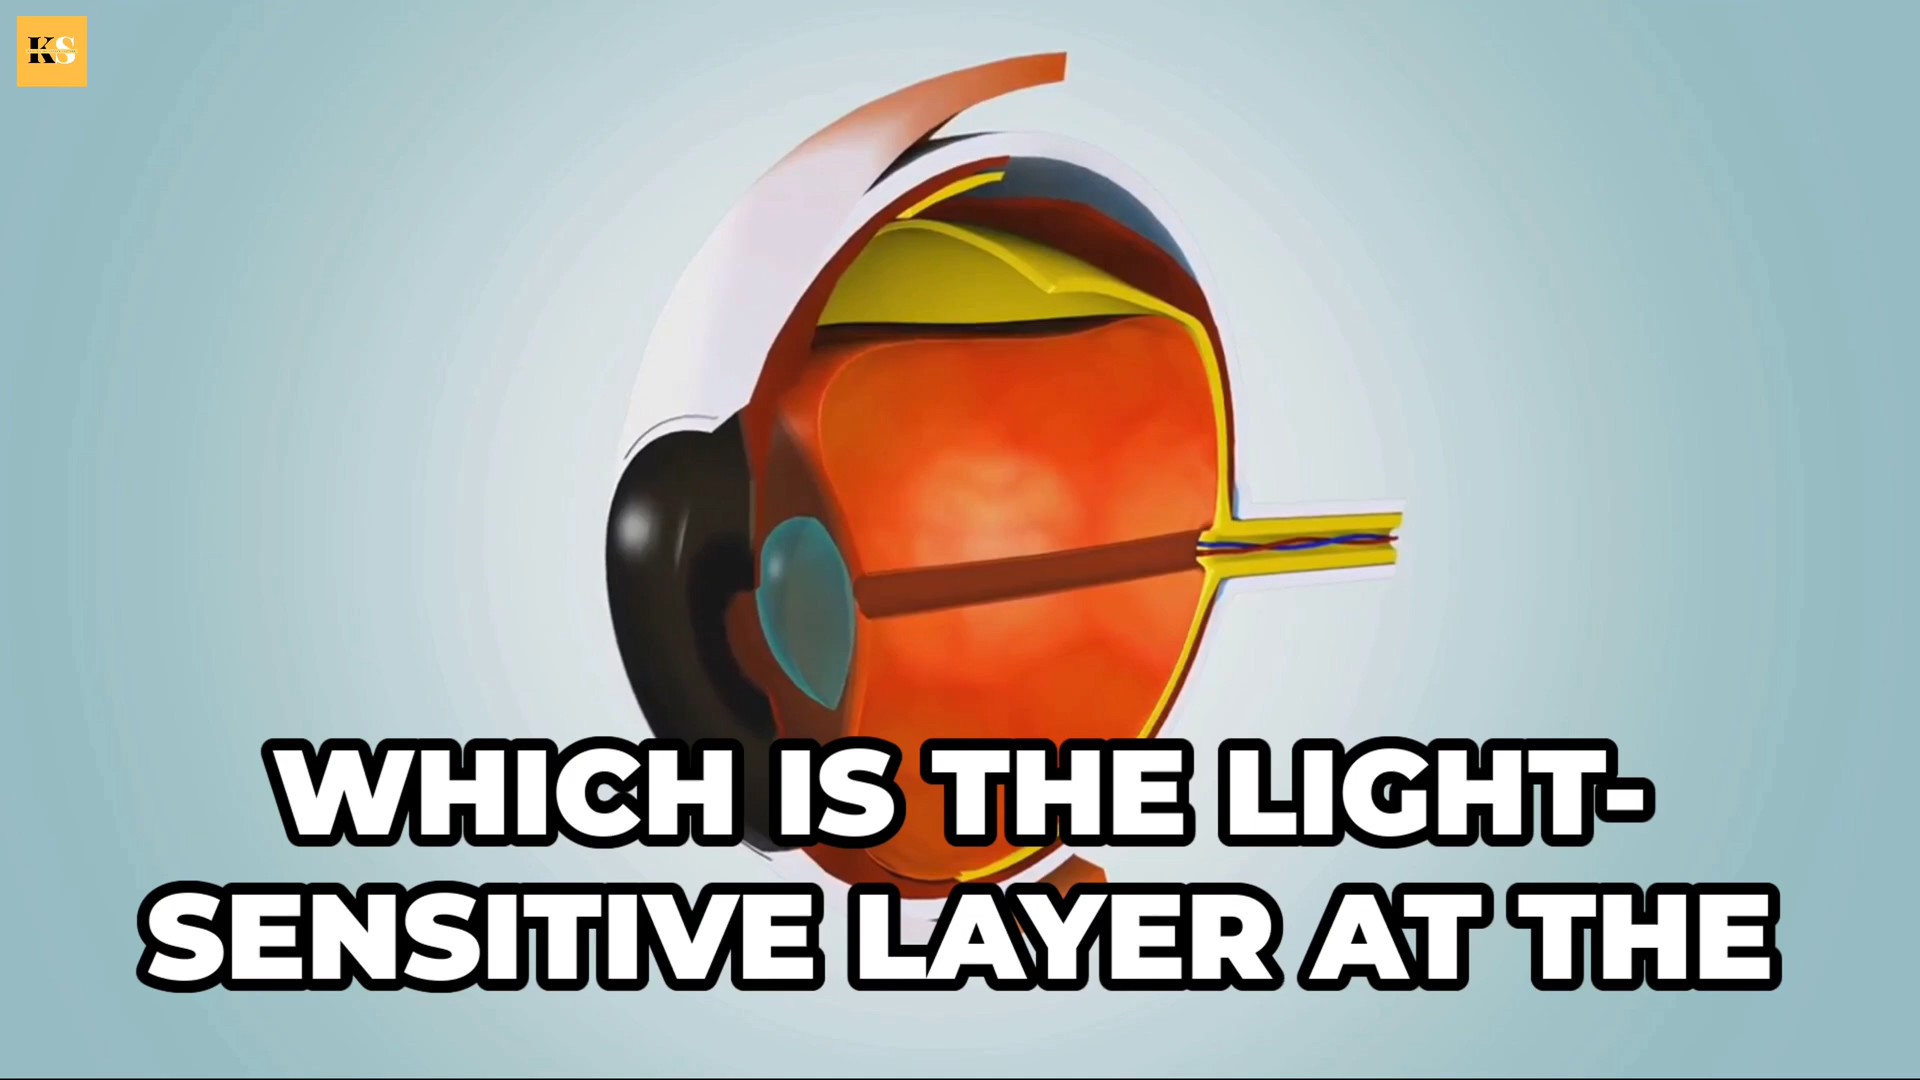 KS
WHICH IS THE LIGHT-
SENSITIVE LAYER AT THE